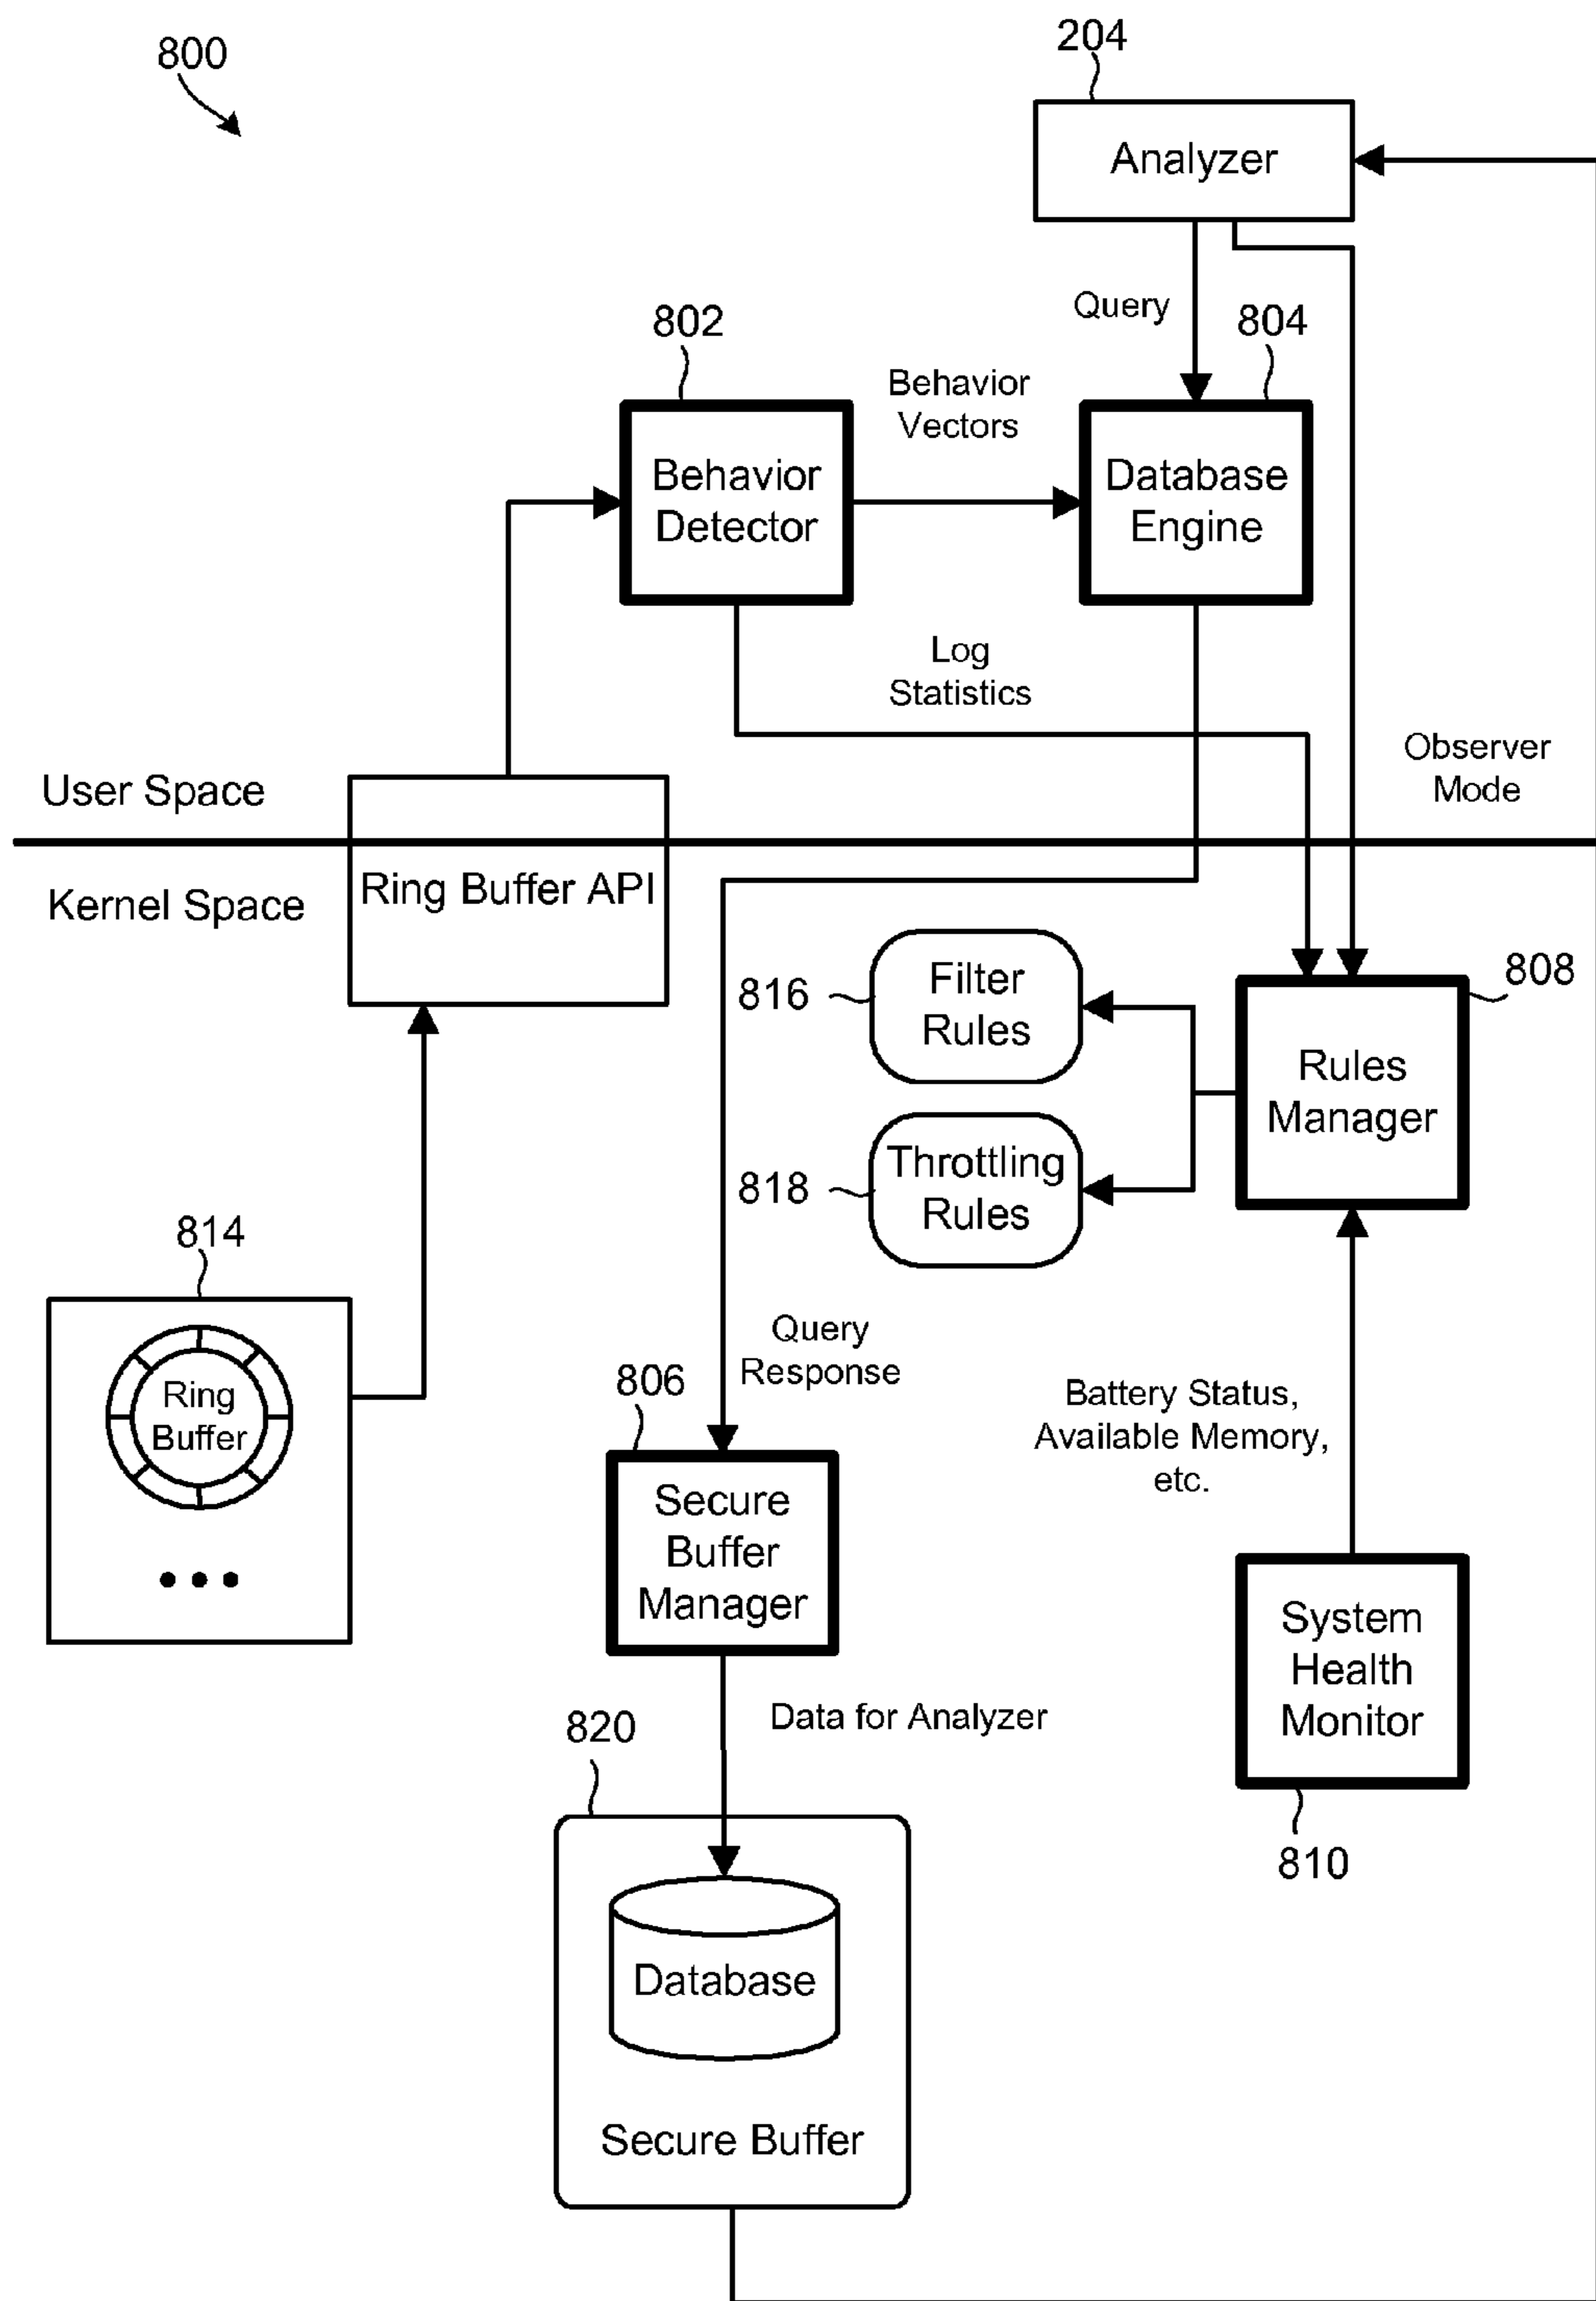 800
204
Analyzer
Query
804
802
Behavior
Vectors
Behavior
Detector
Database
Engine
Log
Statistics
Observer
Mode
User Space
Kernel Space
Ring Buffer API
816
Filter
Rules
808
Rules
Manager
818
Throttling
Rules
814
Ring
Buffer
Query
Response
806
Battery Status,
Available Memory,
etc.
Secure
Buffer
Manager
System
Health
Monitor
Data for Analyzer
820
810
Database
Secure Buffer